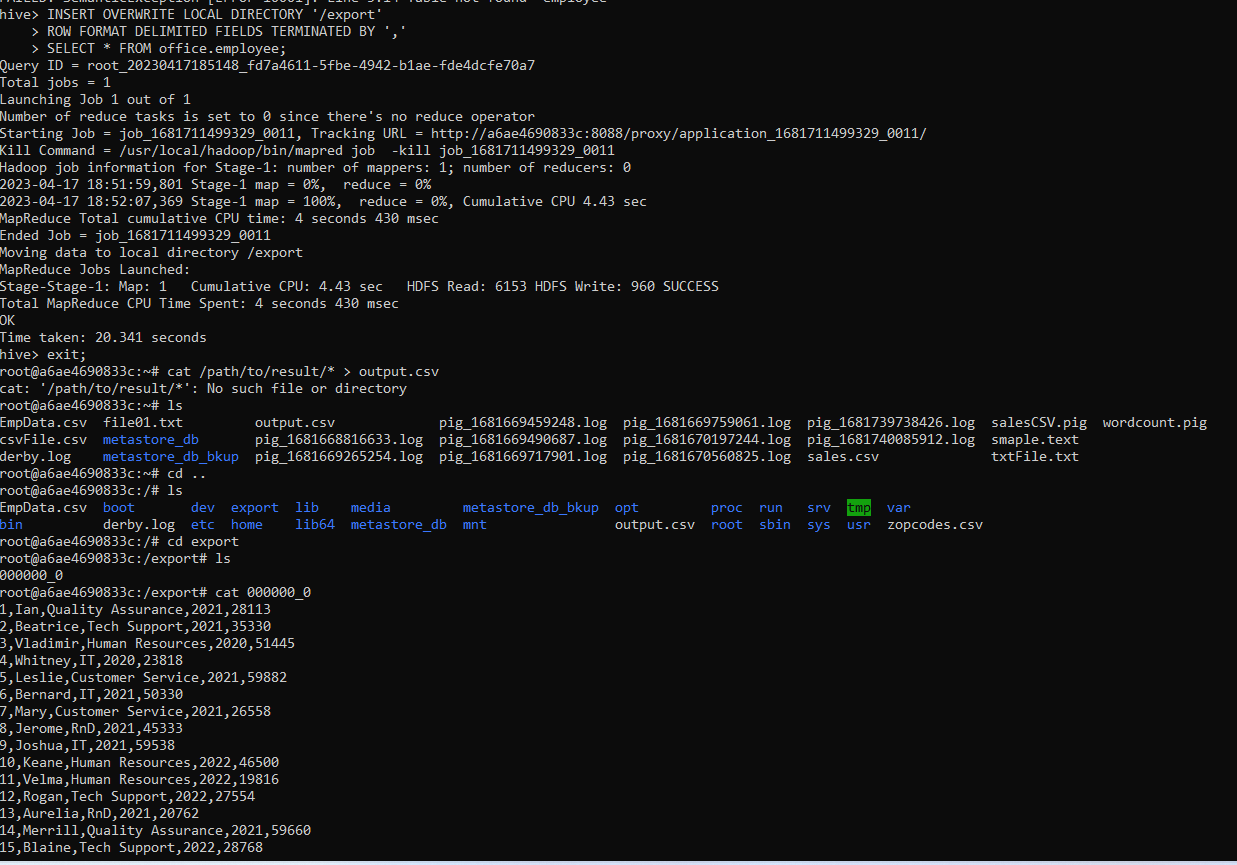 FAILED: SemanticException [Error 10001]: Line 3:14 Table not found 'employee'
hive> INSERT OVERWRITE LOCAL DIRECTORY '/export'
    > ROW FORMAT DELIMITED FIELDS TERMINATED BY ','
    > SELECT * FROM office.employee;
Query ID = root_20230417185148_fd7a4611-5fbe-4942-b1ae-fde4dcfe70a7
Total jobs = 1
Launching Job 1 out of 1
Number of reduce tasks is set to 0 since there's no reduce operator
Starting Job = job_1681711499329_0011, Tracking URL = http://a6ae4690833c:8088/proxy/application_1681711499329_0011/
Kill Command = /usr/local/hadoop/bin/mapred job  -kill job_1681711499329_0011
Hadoop job information for Stage-1: number of mappers: 1; number of reducers: 0
2023-04-17 18:51:59,801 Stage-1 map = 0%,  reduce = 0%
2023-04-17 18:52:07,369 Stage-1 map = 100%,  reduce = 0%, Cumulative CPU 4.43 sec
MapReduce Total cumulative CPU time: 4 seconds 430 msec
Ended Job = job_1681711499329_0011
Moving data to local directory /export
MapReduce Jobs Launched:
Stage-Stage-1: Map: 1   Cumulative CPU: 4.43 sec   HDFS Read: 6153 HDFS Write: 960 SUCCESS
Total MapReduce CPU Time Spent: 4 seconds 430 msec
OK
Time taken: 20.341 seconds
hive> exit;
root@a6ae4690833c:~# cat /path/to/result/* > output.csv
cat: '/path/to/result/*': No such file or directory
root@a6ae4690833c:~# ls
EmpData.csv  file01.txt         output.csv             pig_1681669459248.log  pig_1681669759061.log  pig_1681739738426.log  salesCSV.pig  wordcount.pig
csvFile.csv  metastore_db       pig_1681668816633.log  pig_1681669490687.log  pig_1681670197244.log  pig_1681740085912.log  smaple.text
derby.log    metastore_db_bkup  pig_1681669265254.log  pig_1681669717901.log  pig_1681670560825.log  sales.csv              txtFile.txt
root@a6ae4690833c:~# cd ..
root@a6ae4690833c:/# ls
EmpData.csv  boot       dev  export  lib    media         metastore_db_bkup  opt         proc  run   srv  tmp  var
bin          derby.log  etc  home    lib64  metastore_db  mnt                output.csv  root  sbin  sys  usr  zopcodes.csv
root@a6ae4690833c:/# cd export
root@a6ae4690833c:/export# ls
000000_0
root@a6ae4690833c:/export# cat 000000_0
1,Ian,Quality Assurance,2021,28113
2,Beatrice,Tech Support,2021,35330
3,Vladimir,Human Resources,2020,51445
4,Whitney,IT,2020,23818
5,Leslie,Customer Service,2021,59882
6,Bernard,IT,2021,50330
7,Mary,Customer Service,2021,26558
8,Jerome,RnD,2021,45333
9,Joshua,IT,2021,59538
10,Keane,Human Resources,2022,46500
11,Velma,Human Resources,2022,19816
12,Rogan,Tech Support,2022,27554
13,Aurelia,RnD,2021,20762
14,Merrill,Quality Assurance,2021,59660
15,Blaine,Tech Support,2022,28768